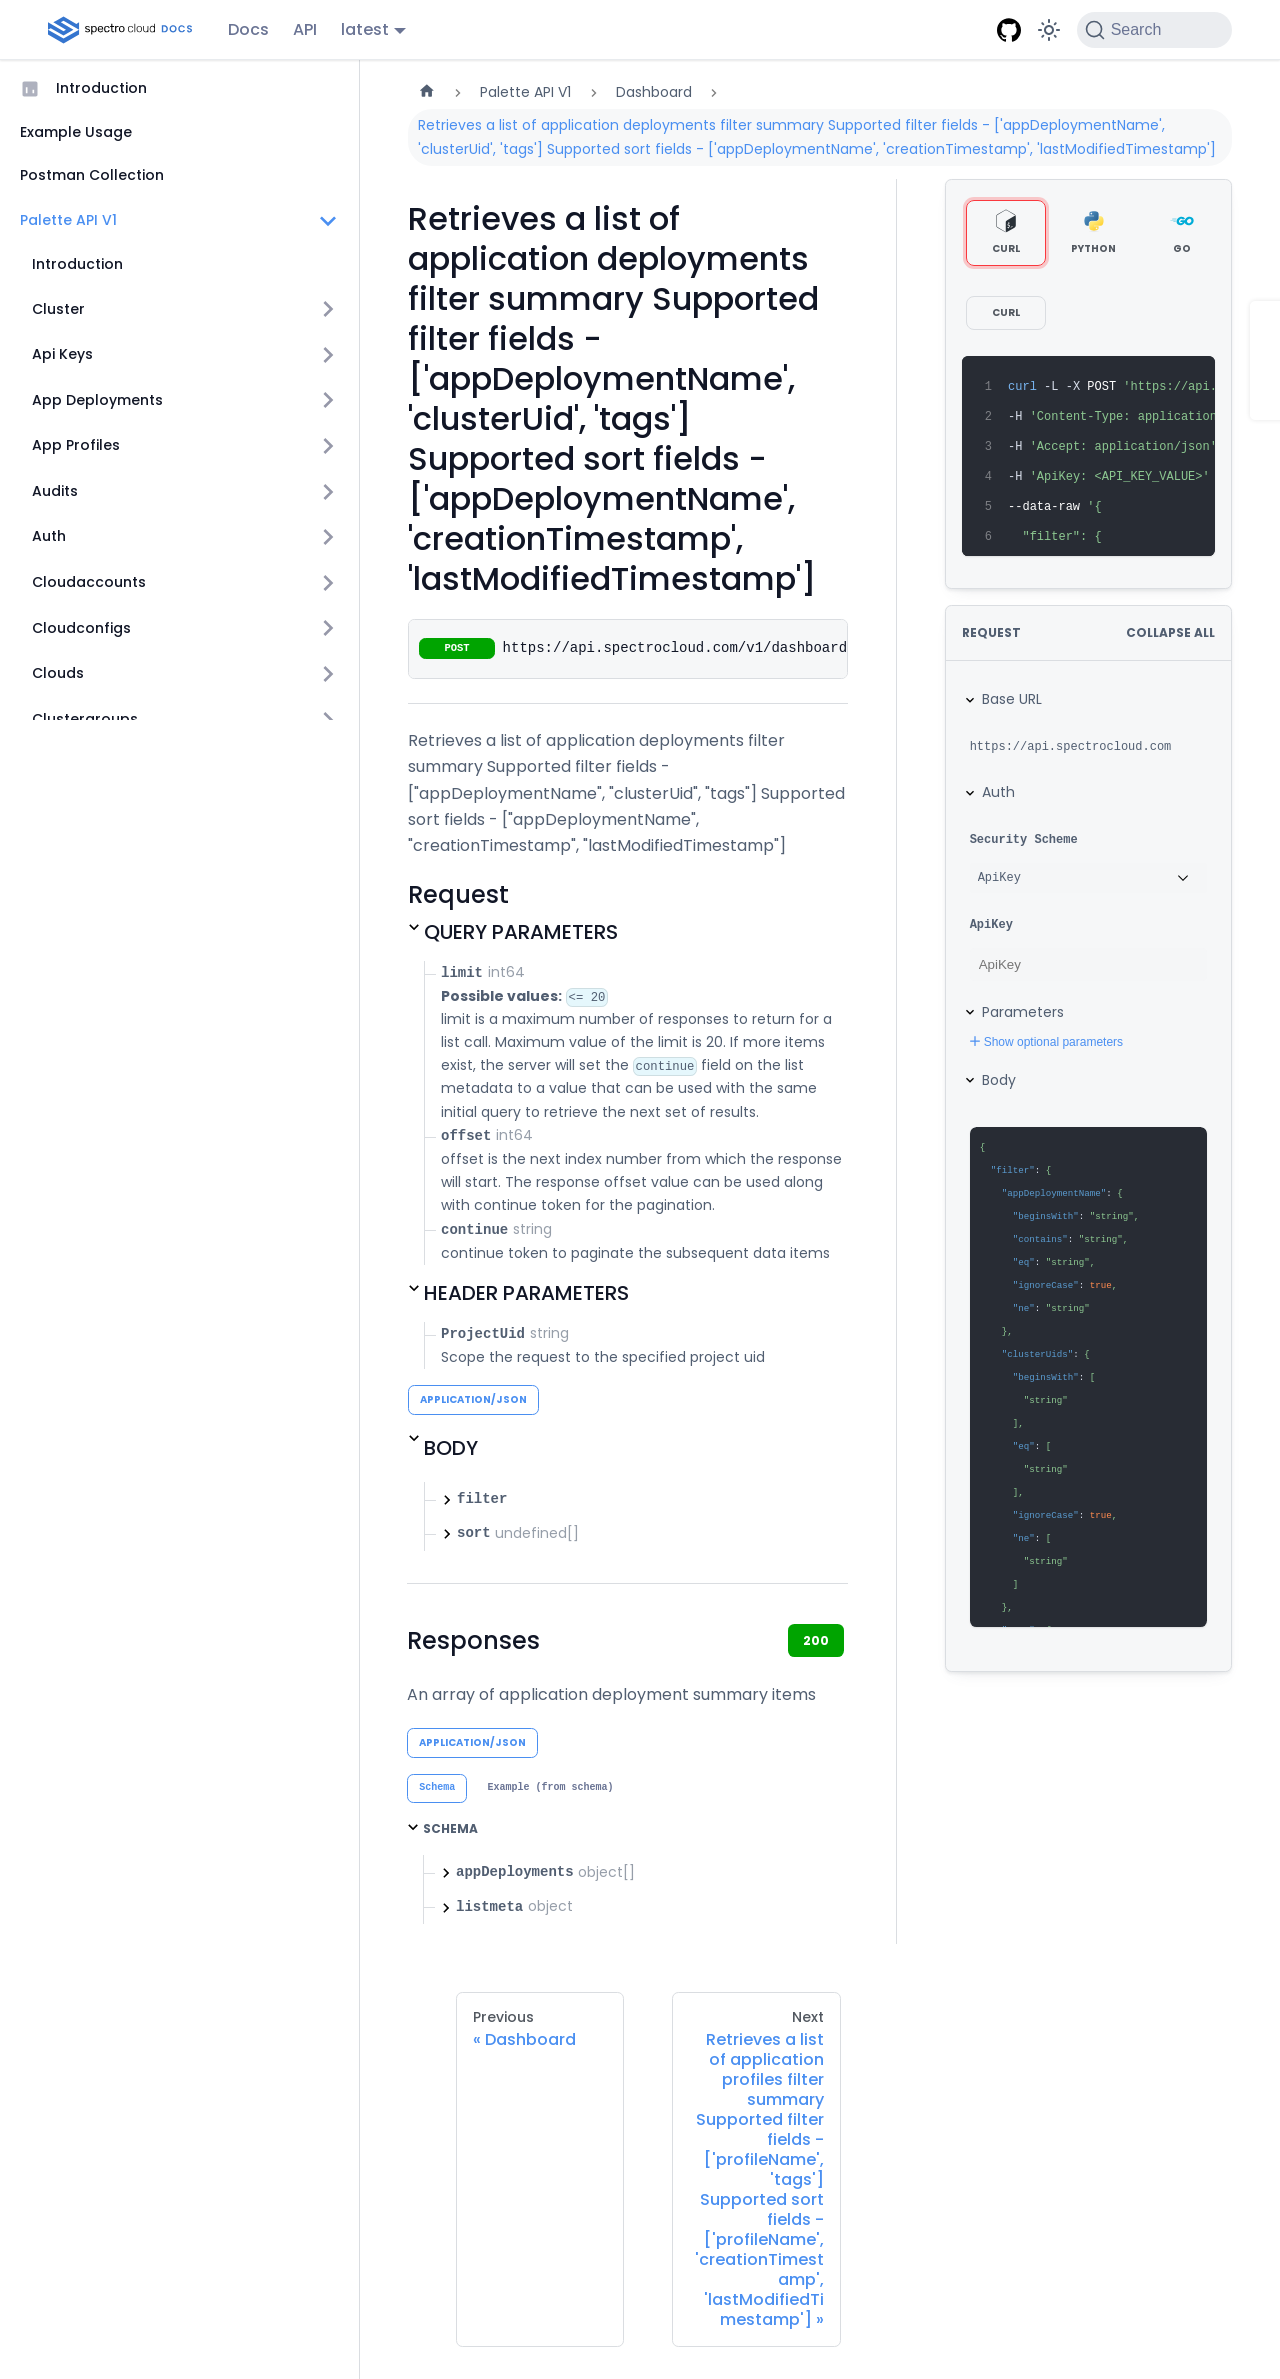 spectro cloud DOCS Docs API latest Search
Introduction
Example Usage
Postman Collection
Palette API V1
Introduction
Cluster
Api Keys
App Deployments
App Profiles
Audits
Auth
Cloudaccounts
Cloudconfigs
Clouds
Clustergroups
Palette API V1 Dashboard
Retrieves a list of application deployments filter summary Supported filter fields - ['appDeploymentName',
'clusterUid', 'tags'] Supported sort fields - ['appDeploymentName', 'creationTimestamp', 'lastModifiedTimestamp']
Retrieves a list of
application deployments
filter summary Supported
filter fields -
['appDeploymentName',
'clusterUid', 'tags']
Supported sort fields -
['appDeploymentName',
'creationTimestamp',
'lastModifiedTimestamp']
POST https://api.spectrocloud.com/v1/dashboard
Retrieves a list of application deployments filter
summary Supported filter fields -
["appDeploymentName", "clusterUid", "tags"] Supported
sort fields - ["appDeploymentName",
"creationTimestamp", "lastModifiedTimestamp"]
Request
QUERY PARAMETERS
limit int64
Possible values: <= 20
limit is a maximum number of responses to return for a
list call. Maximum value of the limit is 20. If more items
exist, the server will set the continue field on the list
metadata to a value that can be used with the same
initial query to retrieve the next set of results.
offset int64
offset is the next index number from which the response
will start. The response offset value can be used along
with continue token for the pagination.
continue string
continue token to paginate the subsequent data items
HEADER PARAMETERS
ProjectUid string
Scope the request to the specified project uid
APPLICATION/JSON
BODY
filter
sort undefined[]
Responses 200
An array of application deployment summary items
APPLICATION/JSON
Schema Example (from schema)
SCHEMA
appDeployments object[]
listmeta object
Previous
« Dashboard
Next
Retrieves a list
of application
profiles filter
summary
Supported filter
fields -
['profileName',
'tags']
Supported sort
fields -
['profileName',
'creationTimest
amp',
'lastModifiedTi
mestamp'] »
CURL PYTHON GO
CURL
1 curl -L -X POST 'https://api.
2 -H 'Content-Type: application
3 -H 'Accept: application/json'
4 -H 'ApiKey: <API_KEY_VALUE>'
5 --data-raw '{
6 "filter": {
REQUEST COLLAPSE ALL
Base URL
https://api.spectrocloud.com
Auth
Security Scheme
ApiKey
ApiKey
ApiKey
Parameters
+ Show optional parameters
Body
{
"filter": {
"appDeploymentName": {
"beginsWith": "string",
"contains": "string",
"eq": "string",
"ignoreCase": true,
"ne": "string"
},
"clusterUids": {
"beginsWith": [
"string"
],
"eq": [
"string"
],
"ignoreCase": true,
"ne": [
"string"
]
},